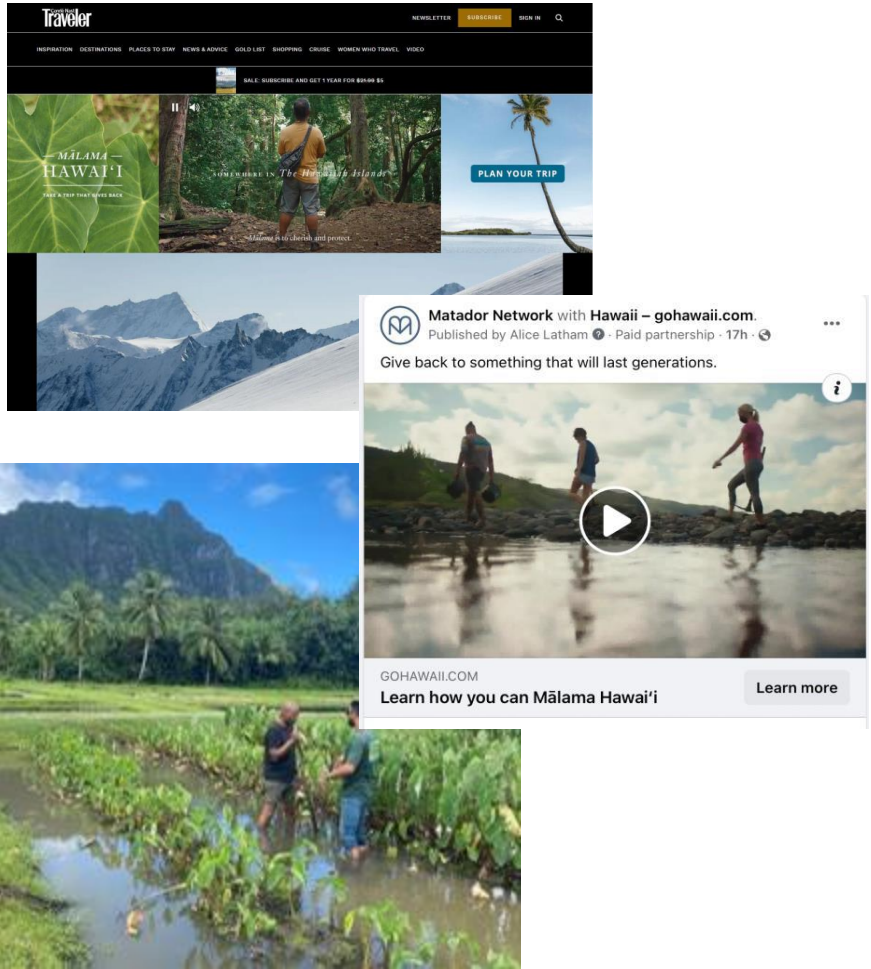 Condé Nast
Traveler
NEWSLETTER SUBSCRIBE SIGN IN
INSPIRATION DESTINATIONS PLACES TO STAY NEWS & ADVICE GOLD LIST SHOPPING CRUISE WOMEN WHO TRAVEL VIDEO
SALE: SUBSCRIBE AND GET 1 YEAR FOR $21.99 $5
MĀLAMA
HAWAIʻI
TAKE A TRIP THAT GIVES BACK
SOMEWHERE IN The Hawaiian Islands
Mālama is to cherish and protect.
PLAN YOUR TRIP
Matador Network with Hawaii – gohawaii.com.
Published by Alice Latham · Paid partnership · 17h ·
Give back to something that will last generations.
GOHAWAII.COM
Learn how you can Mālama Hawaiʻi
Learn more